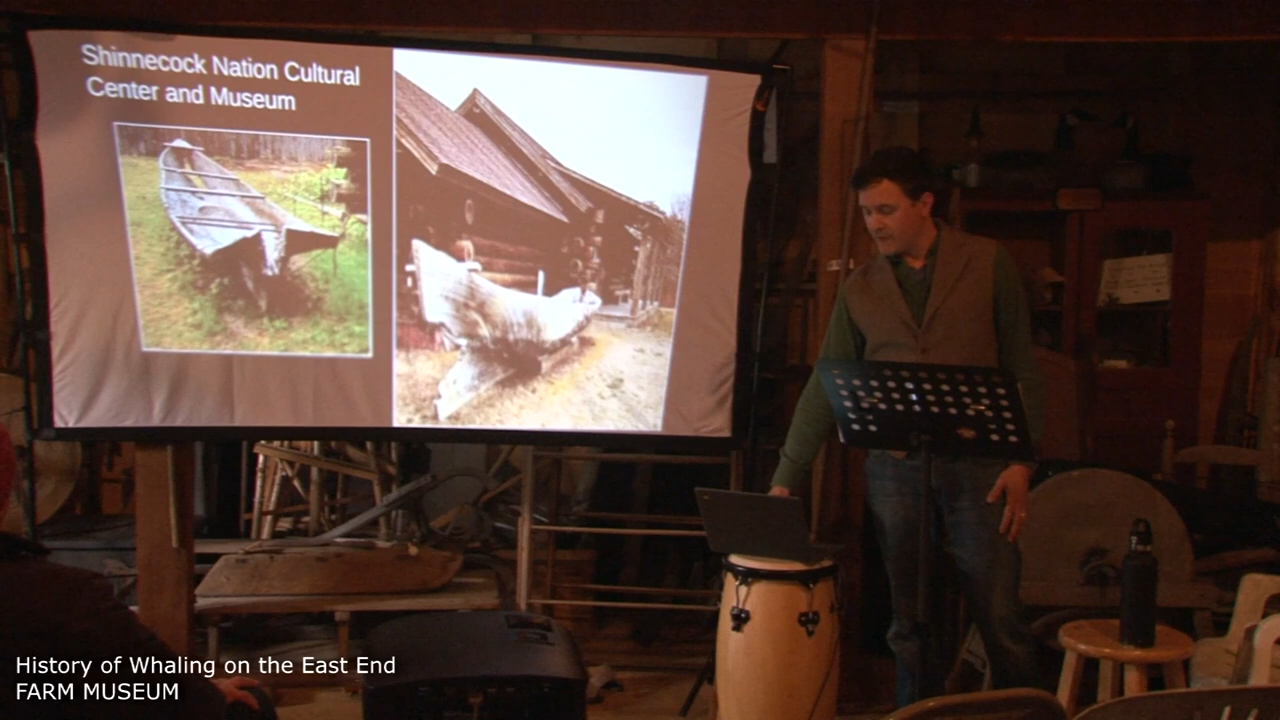 Shinnecock Nation Cultural
Center and Museum
History of Whaling on the East End
FARM MUSEUM